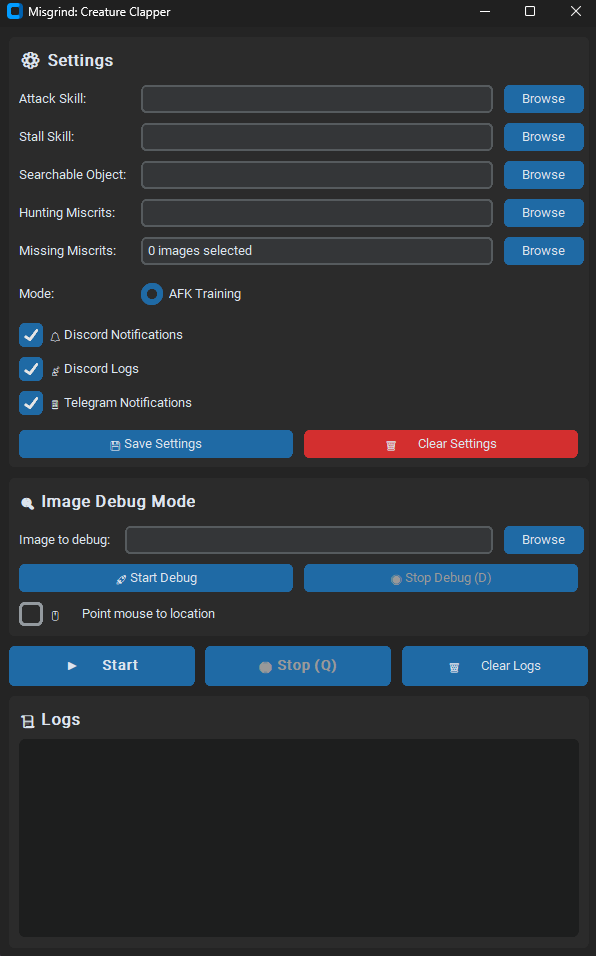 Misgrind: Creature Clapper
Settings
Attack Skill: Browse
Stall Skill: Browse
Searchable Object: Browse
Hunting Miscrits: Browse
Missing Miscrits: 0 images selected Browse
Mode: AFK Training
Discord Notifications
Discord Logs
Telegram Notifications
Save Settings Clear Settings
Image Debug Mode
Image to debug: Browse
Start Debug Stop Debug (D)
Point mouse to location
Start Stop (Q) Clear Logs
Logs